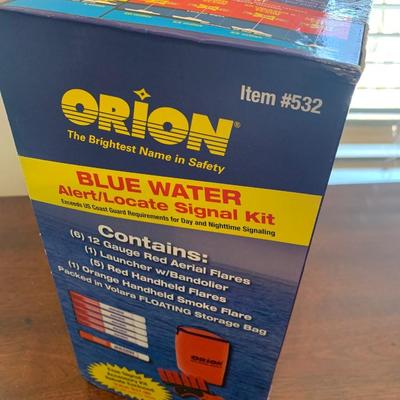 Item #532
ORION®
The Brightest Name in Safety
BLUE WATER
Alert/Locate Signal Kit
Exceeds US Coast Guard Requirements for Day and Nighttime Signaling
Contains:
(6) 12 Gauge Red Aerial Flares
(1) Launcher w/Bandolier
(5) Red Handheld Flares
(1) Orange Handheld Smoke Flare
Packed in Volara FLOATING Storage Bag
ORION